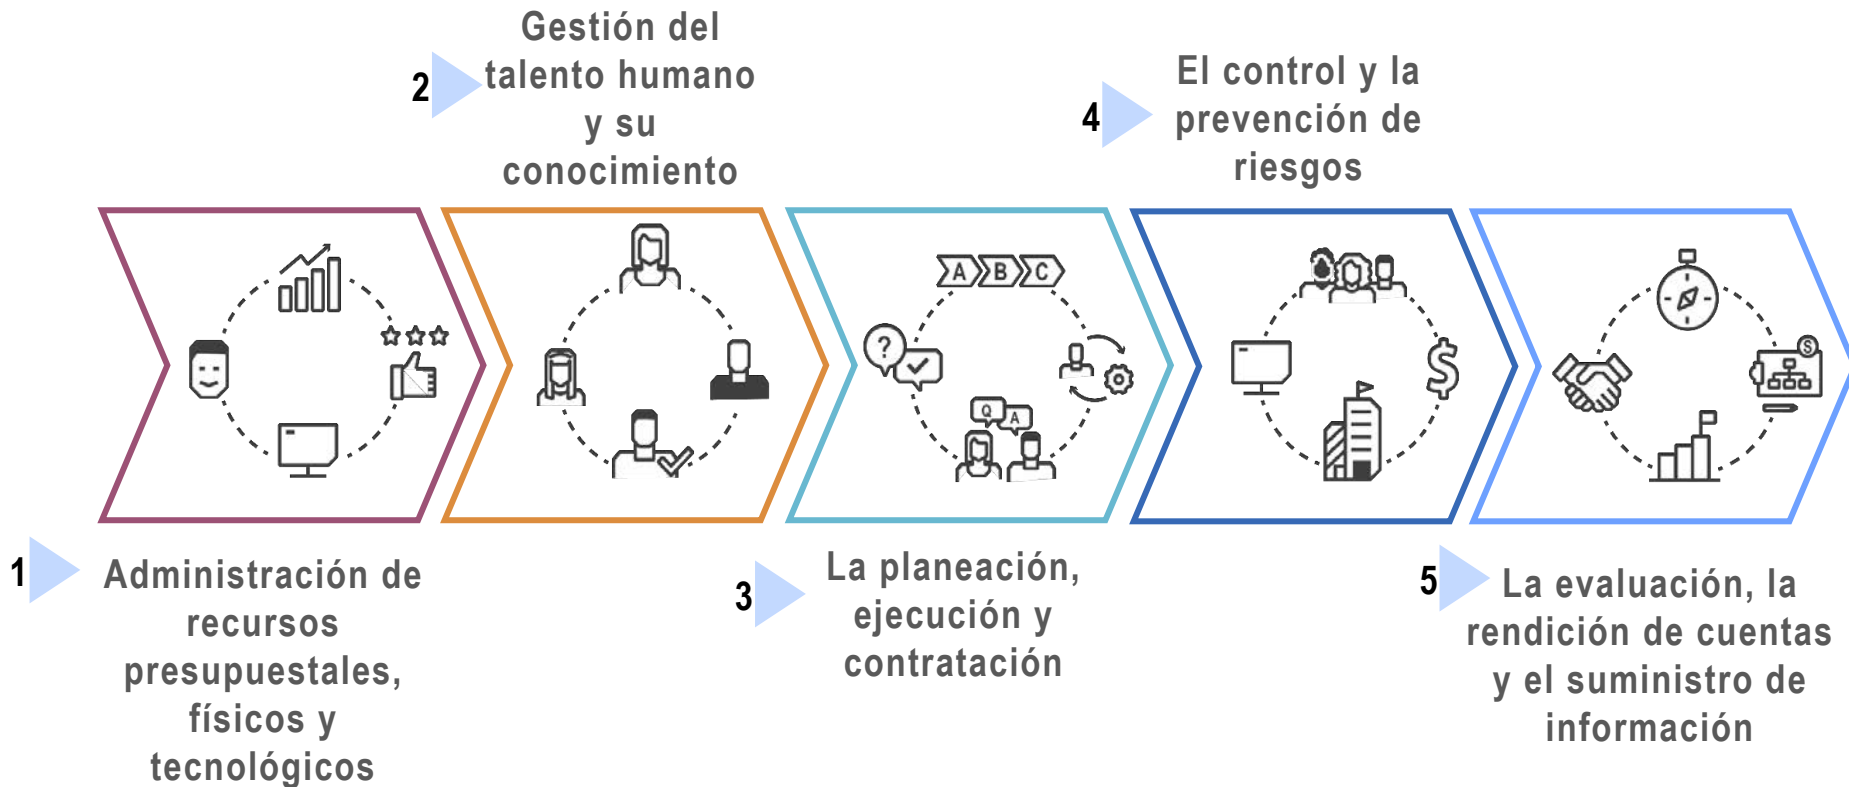 1
Administración de
recursos
presupuestales,
físicos y
tecnológicos
2
Gestión del
talento humano
y su
conocimiento
3
La planeación,
ejecución y
contratación
A B C
?
Q A
4
El control y la
prevención de
riesgos
$
5
La evaluación, la
rendición de cuentas
y el suministro de
información
$